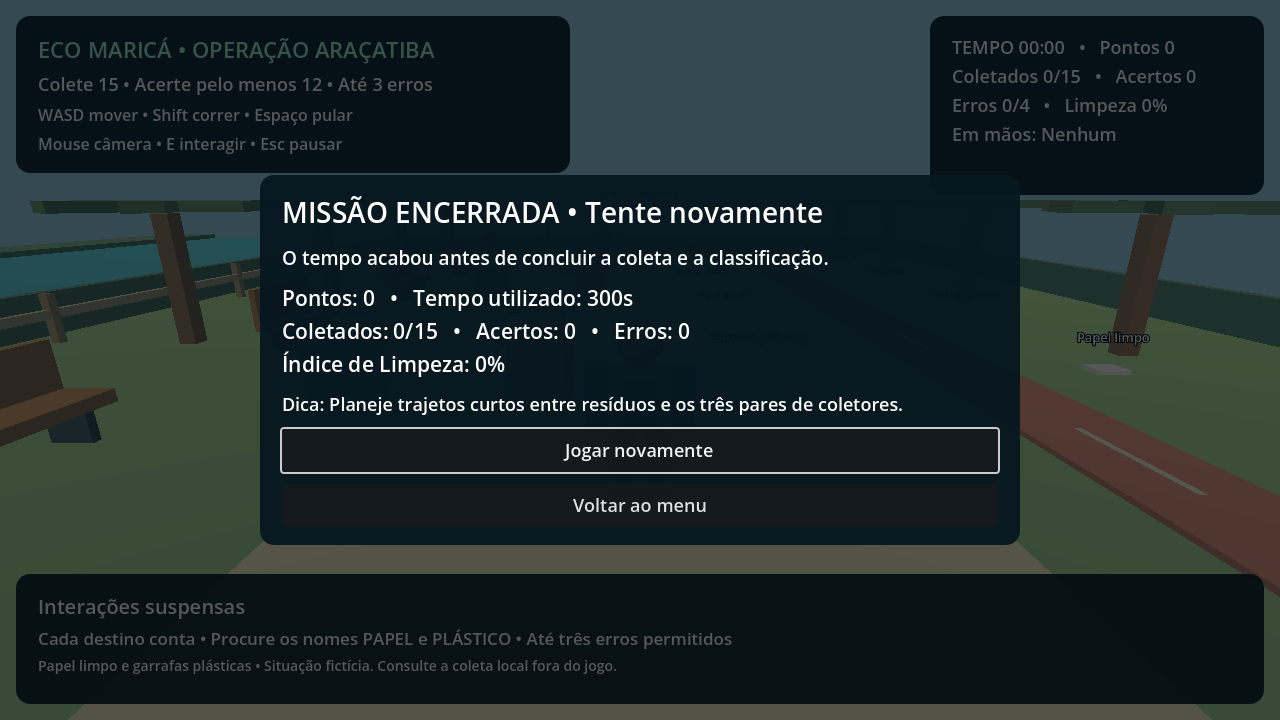 ECO MARICÁ • OPERAÇÃO ARAÇATIBA
Colete 15 • Acerte pelo menos 12 • Até 3 erros
WASD mover • Shift correr • Espaço pular
Mouse câmera • E interagir • Esc pausar
TEMPO 00:00 • Pontos 0
Coletados 0/15 • Acertos 0
Erros 0/4 • Limpeza 0%
Em mãos: Nenhum
MISSÃO ENCERRADA • Tente novamente
O tempo acabou antes de concluir a coleta e a classificação.
Pontos: 0 • Tempo utilizado: 300s
Coletados: 0/15 • Acertos: 0 • Erros: 0
Índice de Limpeza: 0%
Dica: Planeje trajetos curtos entre resíduos e os três pares de coletores.
Jogar novamente
Voltar ao menu
Papel limpo
Interações suspensas
Cada destino conta • Procure os nomes PAPEL e PLÁSTICO • Até três erros permitidos
Papel limpo e garrafas plásticas • Situação fictícia. Consulte a coleta local fora do jogo.